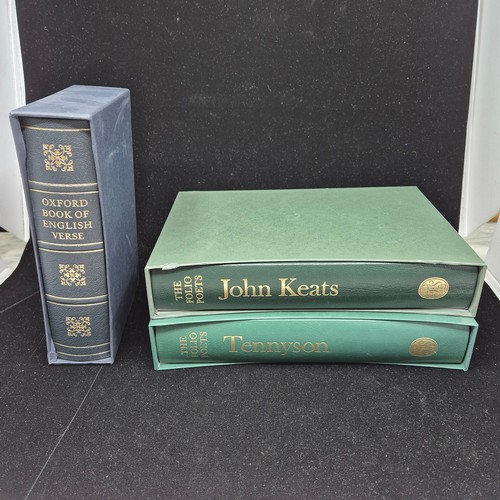 OXFORD
BOOK OF
ENGLISH
VERSE
THE
FOLIO
POETS
John Keats
THE
FOLIO
POETS
Tennyson